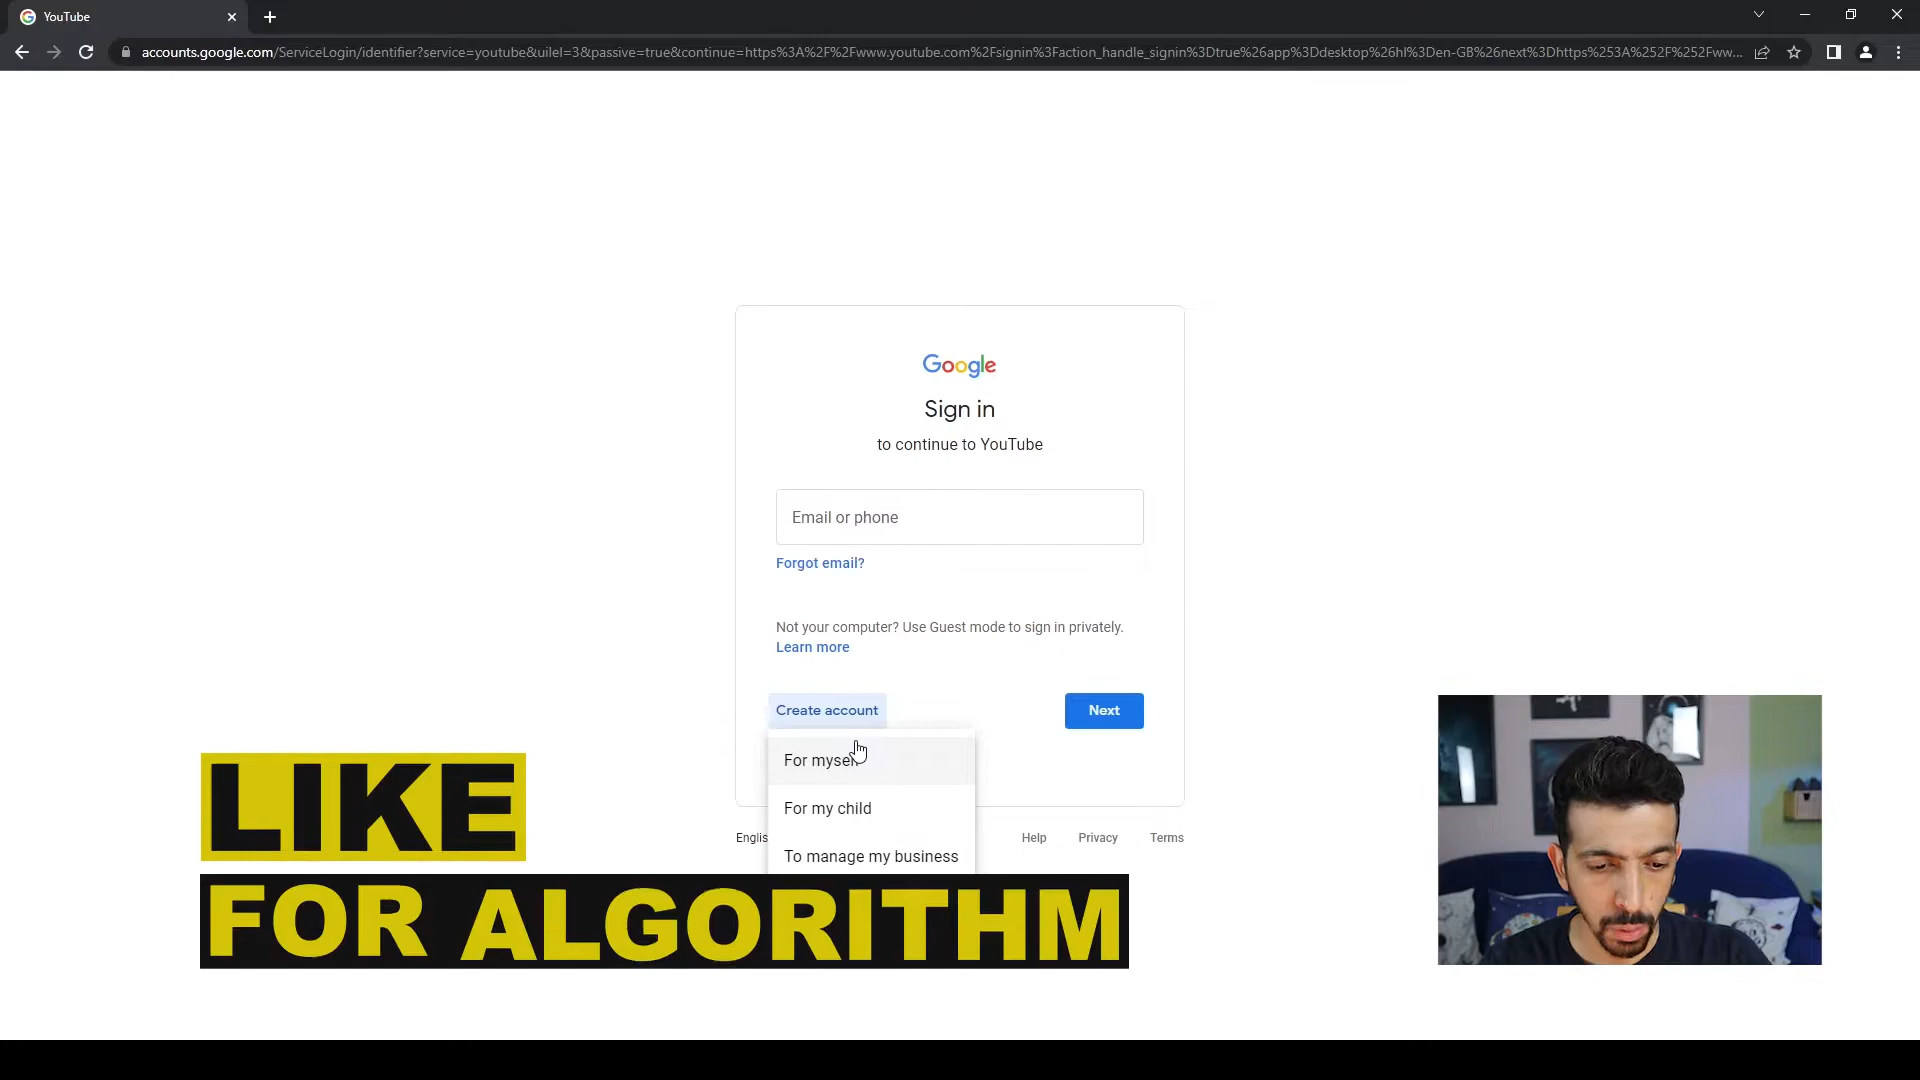 YouTube
accounts.google.com/ServiceLogin/identifier?service=youtube&uilel=3&passive=true&continue=https%3A%2F%2Fwww.youtube.com%2Fsignin%3Faction_handle_signin%3Dtrue%26app%3Ddesktop%26hl%3Den-GB%26next%3Dhttps%253A%252F%252Fww...
Google
Sign in
to continue to YouTube
Email or phone
Forgot email?
Not your computer? Use Guest mode to sign in privately.
Learn more
Create account
Next
For myself
For my child
Englis
Help
Privacy
Terms
To manage my business
LIKE
FOR ALGORITHM